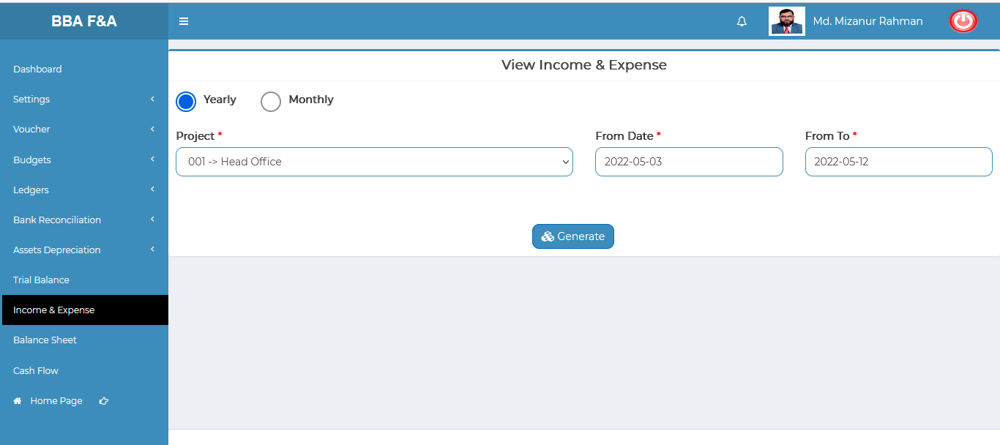 BBA F&A
Md. Mizanur Rahman
Dashboard
Settings
Voucher
Budgets
Ledgers
Bank Reconciliation
Assets Depreciation
Trial Balance
Income & Expense
Balance Sheet
Cash Flow
Home Page
View Income & Expense
Yearly Monthly
Project * From Date * From To *
001 -> Head Office 2022-05-03 2022-05-12
Generate